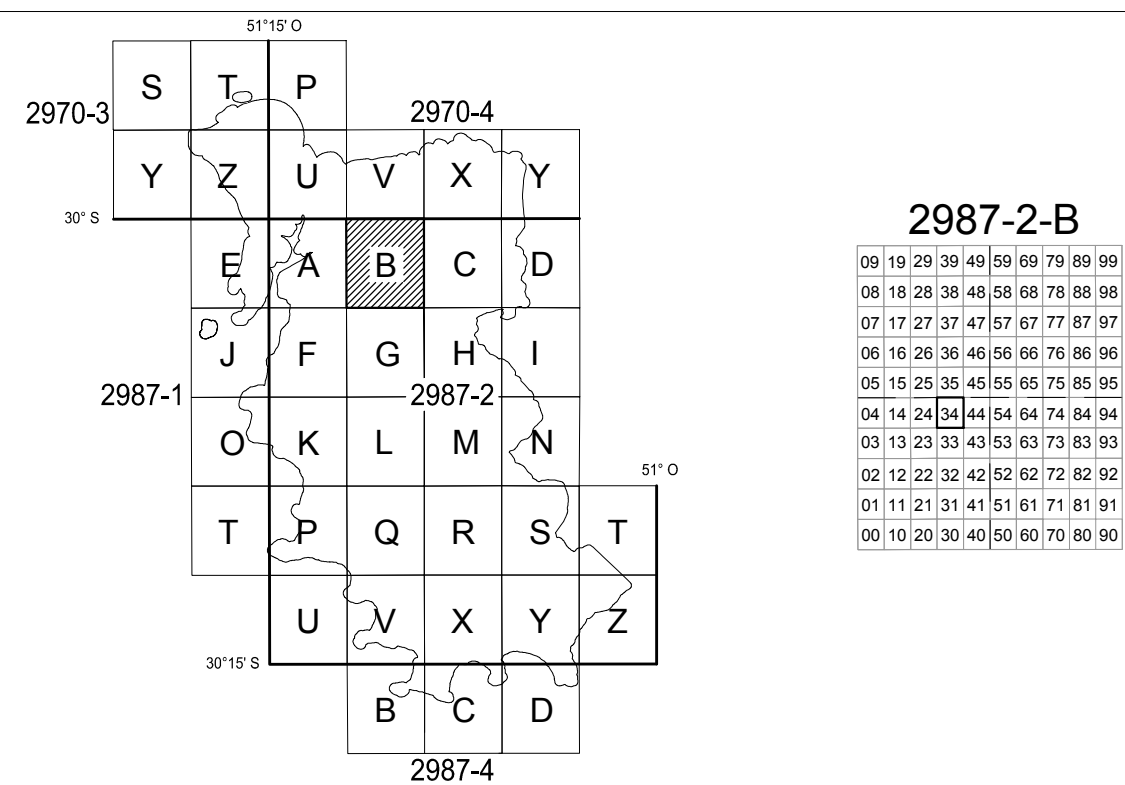 51°15' O
S T P
2970-3
2970-4
Y Z U V X Y
30° S
E A B C D
J F G H I
2987-1
2987-2
O K L M N
51° O
T P Q R S T
U V X Y Z
30°15' S
B C D
2987-4
2987-2-B
09 19 29 39 49 59 69 79 89 99
08 18 28 38 48 58 68 78 88 98
07 17 27 37 47 57 67 77 87 97
06 16 26 36 46 56 66 76 86 96
05 15 25 35 45 55 65 75 85 95
04 14 24 34 44 54 64 74 84 94
03 13 23 33 43 53 63 73 83 93
02 12 22 32 42 52 62 72 82 92
01 11 21 31 41 51 61 71 81 91
00 10 20 30 40 50 60 70 80 90